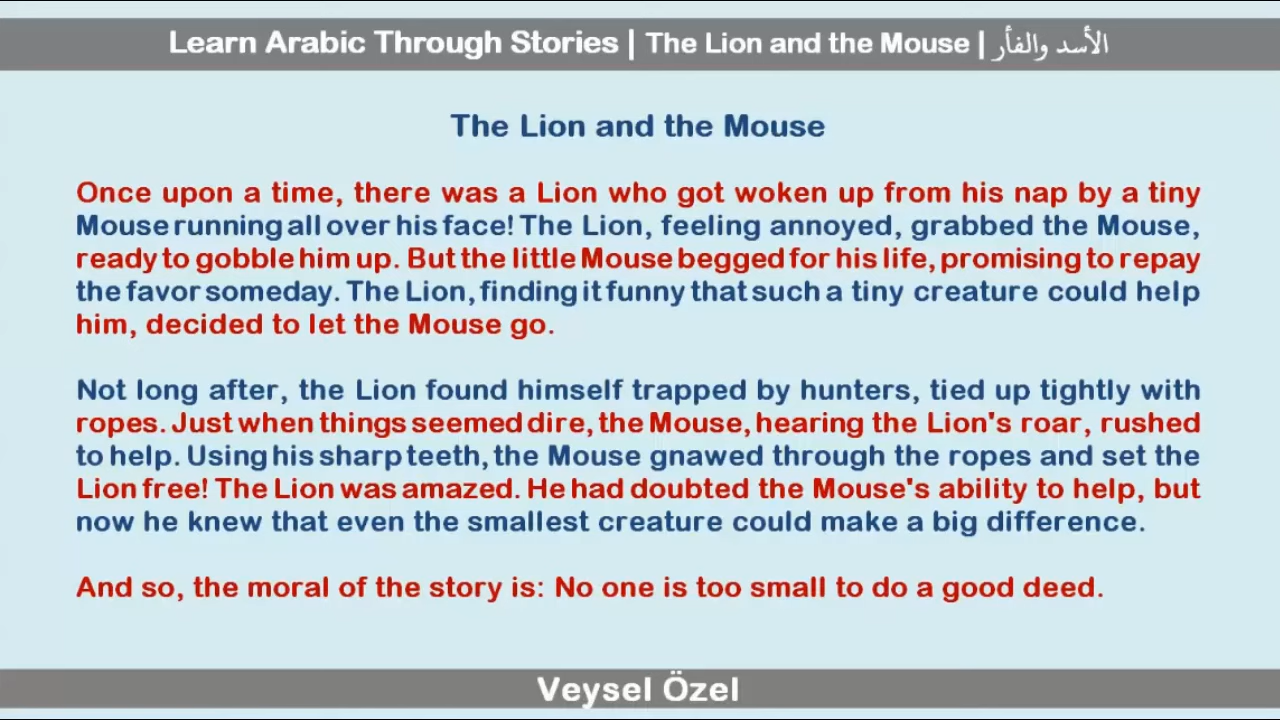 Learn Arabic Through Stories | The Lion and the Mouse | الأسد والفأر
The Lion and the Mouse
Once upon a time, there was a Lion who got woken up from his nap by a tiny
Mouse running all over his face! The Lion, feeling annoyed, grabbed the Mouse,
ready to gobble him up. But the little Mouse begged for his life, promising to repay
the favor someday. The Lion, finding it funny that such a tiny creature could help
him, decided to let the Mouse go.
Not long after, the Lion found himself trapped by hunters, tied up tightly with
ropes. Just when things seemed dire, the Mouse, hearing the Lion's roar, rushed
to help. Using his sharp teeth, the Mouse gnawed through the ropes and set the
Lion free! The Lion was amazed. He had doubted the Mouse's ability to help, but
now he knew that even the smallest creature could make a big difference.
And so, the moral of the story is: No one is too small to do a good deed.
Veysel Özel